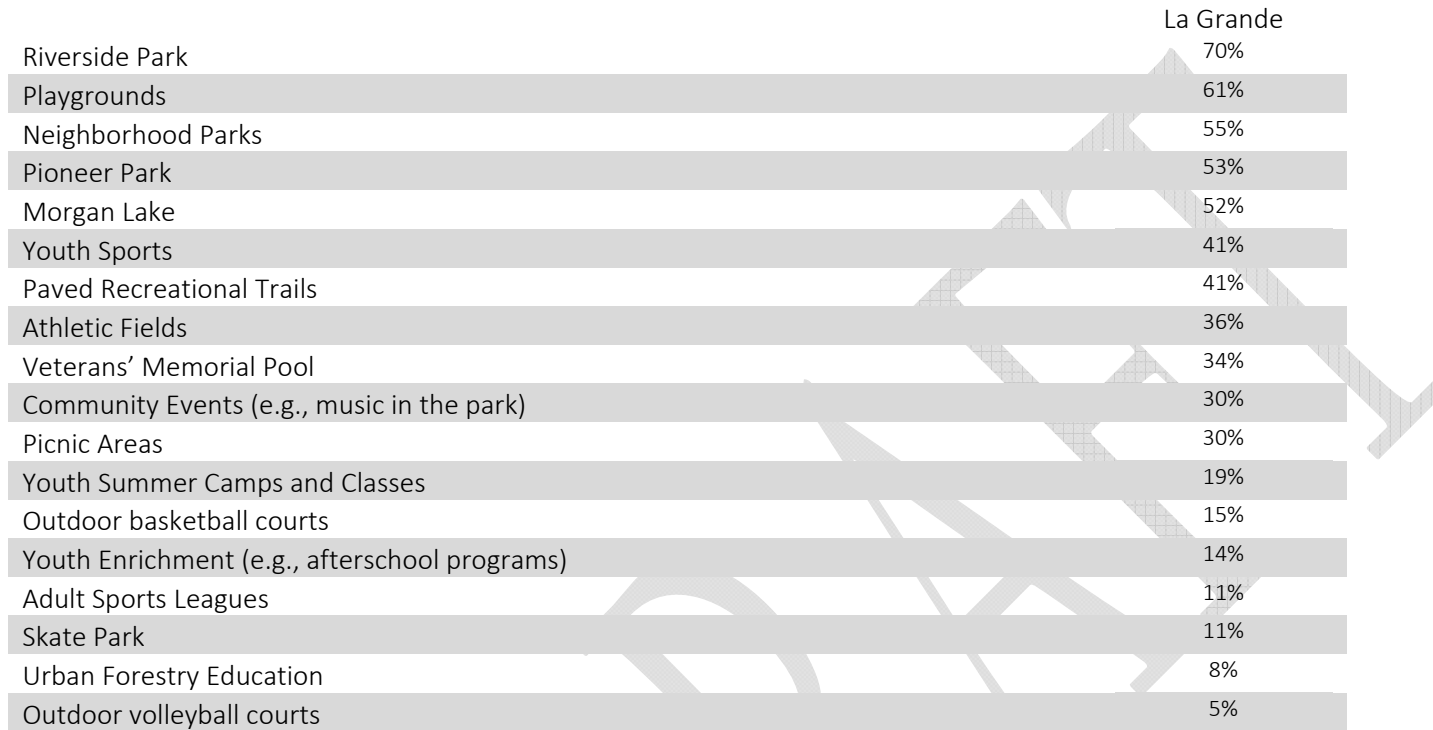 La Grande
Riverside Park 70%
Playgrounds 61%
Neighborhood Parks 55%
Pioneer Park 53%
Morgan Lake 52%
Youth Sports 41%
Paved Recreational Trails 41%
Athletic Fields 36%
Veterans’ Memorial Pool 34%
Community Events (e.g., music in the park) 30%
Picnic Areas 30%
Youth Summer Camps and Classes 19%
Outdoor basketball courts 15%
Youth Enrichment (e.g., afterschool programs) 14%
Adult Sports Leagues 11%
Skate Park 11%
Urban Forestry Education 8%
Outdoor volleyball courts 5%
DRAFT